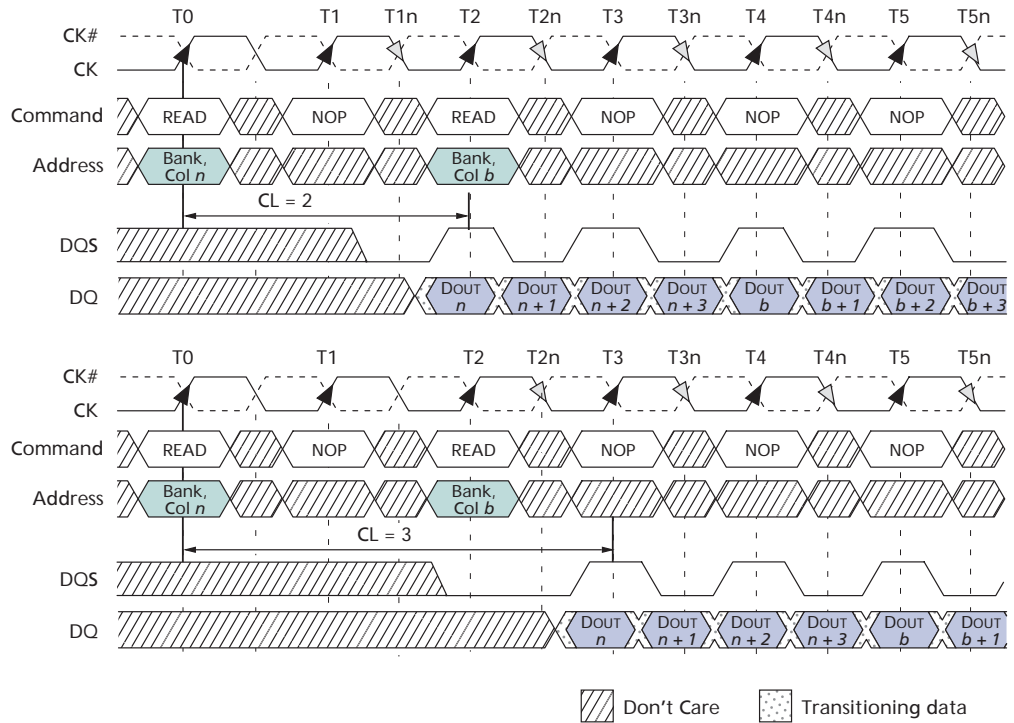 T0 T1 T1n T2 T2n T3 T3n T4 T4n T5 T5n
CK#
CK
Command READ NOP READ NOP NOP NOP
Address Bank, Col n Bank, Col b
CL = 2
DQS
DQ DOUT n DOUT n + 1 DOUT n + 2 DOUT n + 3 DOUT b DOUT b + 1 DOUT b + 2 DOUT b + 3
T0 T1 T2 T2n T3 T3n T4 T4n T5 T5n
CK#
CK
Command READ NOP READ NOP NOP NOP
Address Bank, Col n Bank, Col b
CL = 3
DQS
DQ DOUT n DOUT n + 1 DOUT n + 2 DOUT n + 3 DOUT b DOUT b + 1
Don't Care Transitioning data